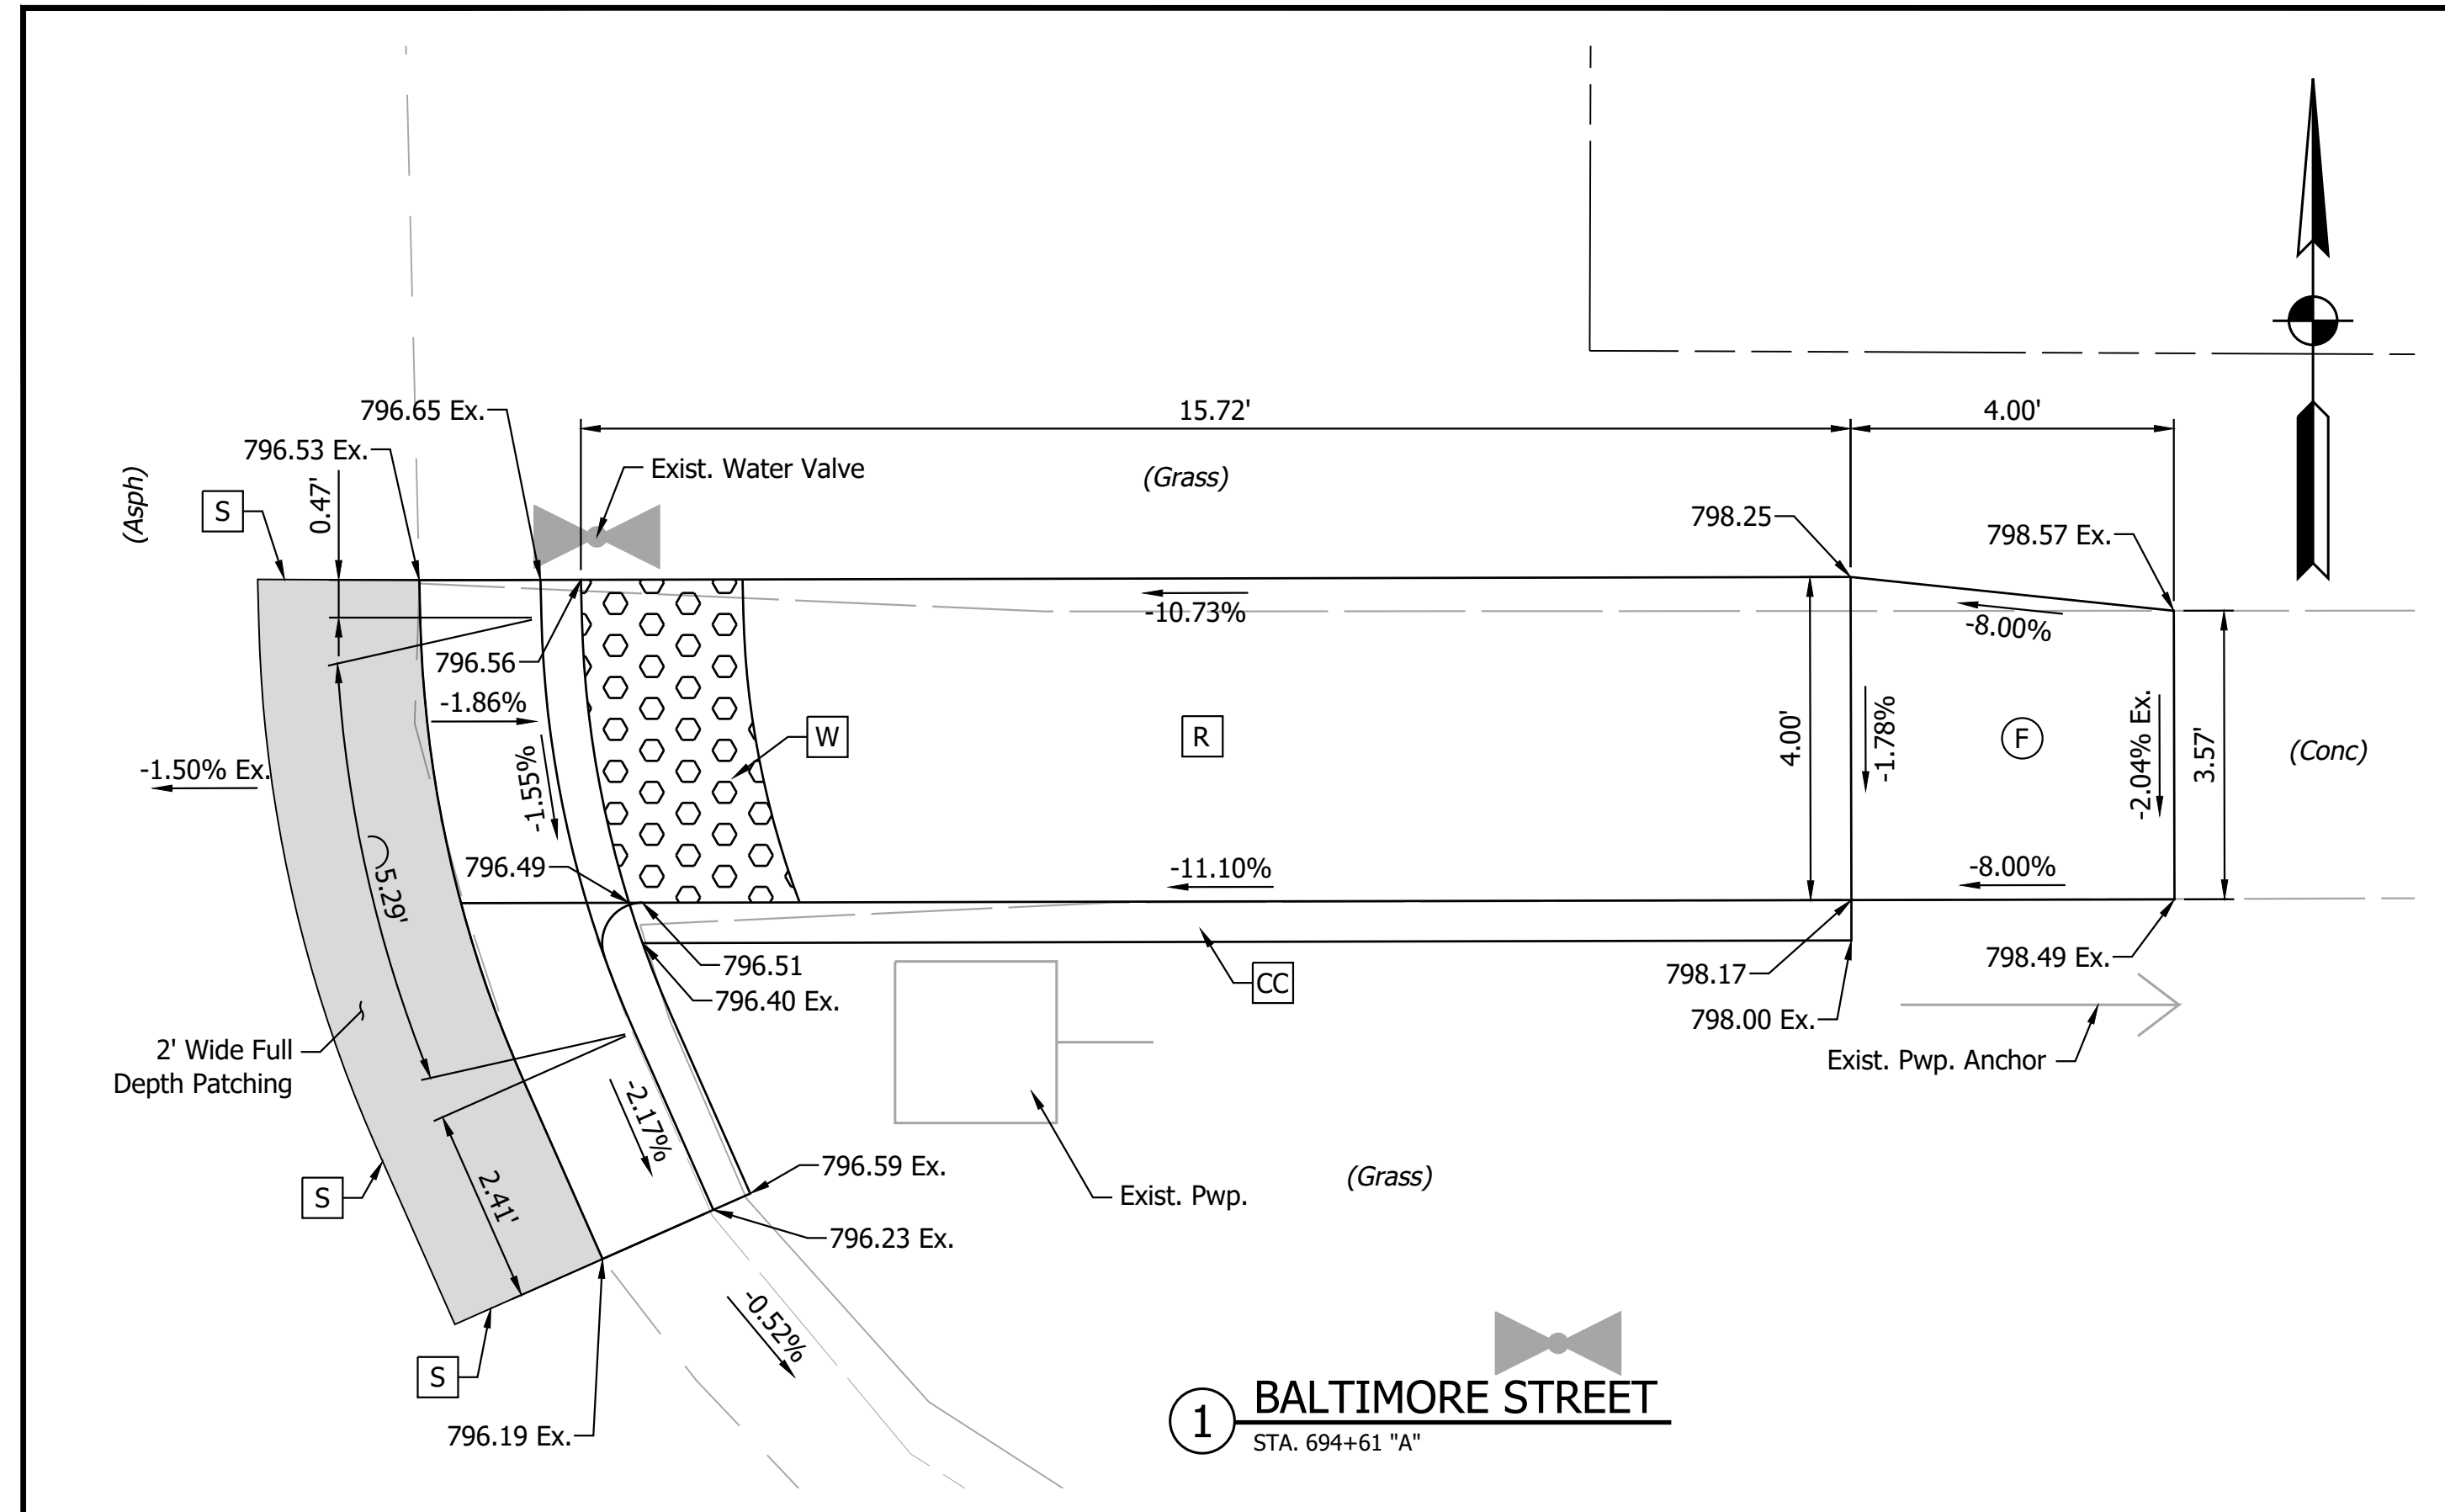 796.65 Ex.
15.72'
4.00'
796.53 Ex.
Exist. Water Valve
(Grass)
(Asph)
S
0.47'
798.25
798.57 Ex.
-10.73%
-8.00%
796.56
-1.86%
W
R
4.00'
-1.78%
F
-2.04% Ex.
3.57'
(Conc)
-1.50% Ex.
-1.55%
5.29'
796.49
-11.10%
-8.00%
796.51
796.40 Ex.
CC
798.17
798.49 Ex.
798.00 Ex.
2' Wide Full
Depth Patching
Exist. Pwp. Anchor
-2.17%
796.59 Ex.
Exist. Pwp.
(Grass)
S
2.41'
796.23 Ex.
-0.52%
S
796.19 Ex.
1
BALTIMORE STREET
STA. 694+61 "A"